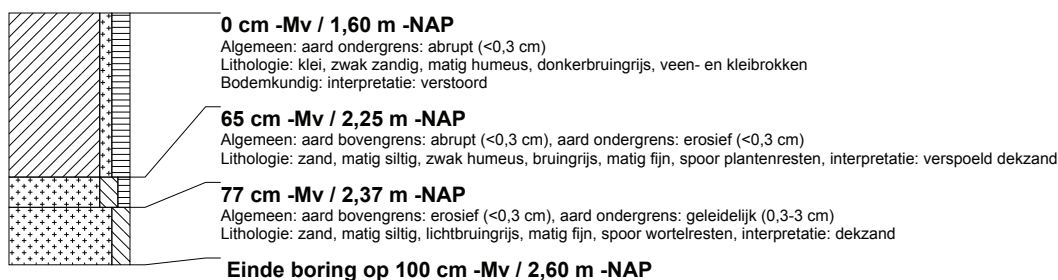 0 cm -Mv / 1,60 m -NAP
Algemeen: aard ondergrens: abrupt (<0,3 cm)
Lithologie: klei, zwak zandig, matig humeus, donkerbruingrijs, veen- en kleibrokken
Bodemkundig: interpretatie: verstoord
65 cm -Mv / 2,25 m -NAP
Algemeen: aard bovengrens: abrupt (<0,3 cm), aard ondergrens: erosief (<0,3 cm)
Lithologie: zand, matig siltig, zwak humeus, bruingrijs, matig fijn, spoor plantenresten, interpretatie: verspoeld dekzand
77 cm -Mv / 2,37 m -NAP
Algemeen: aard bovengrens: erosief (<0,3 cm), aard ondergrens: geleidelijk (0,3-3 cm)
Lithologie: zand, matig siltig, lichtbruingrijs, matig fijn, spoor wortelresten, interpretatie: dekzand
Einde boring op 100 cm -Mv / 2,60 m -NAP